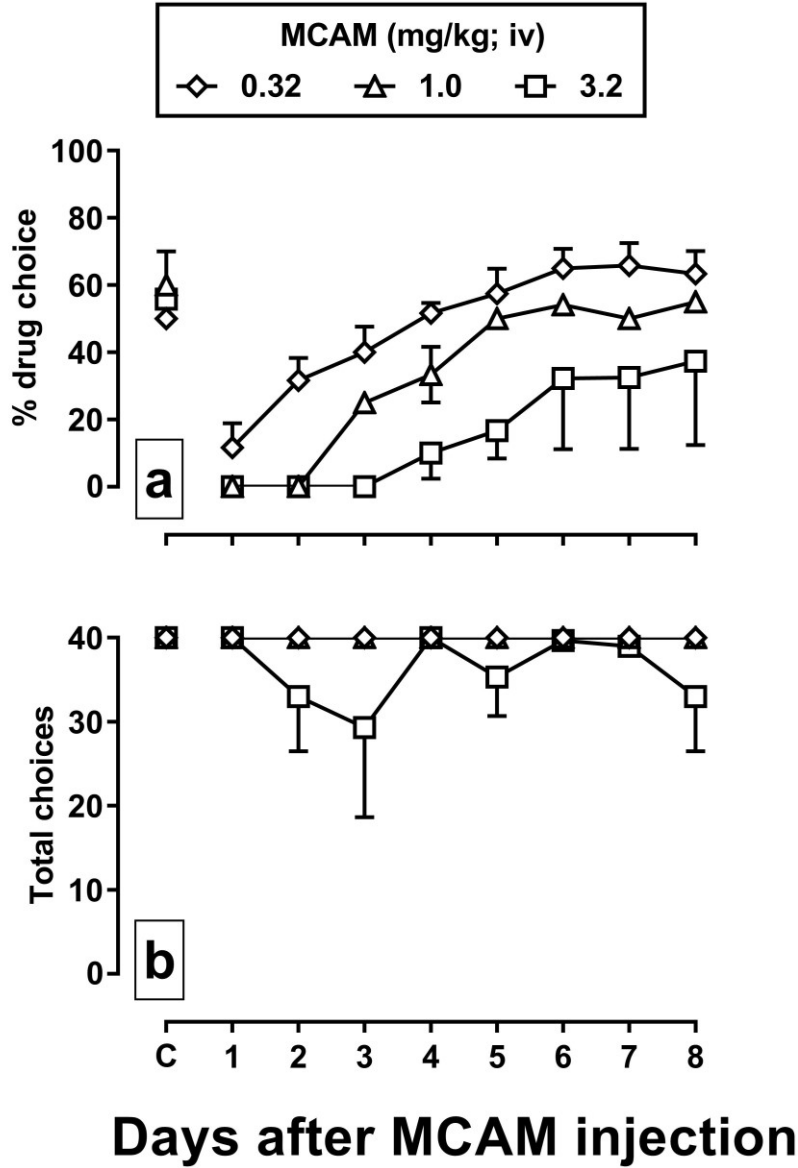 MCAM (mg/kg; iv)
0.32 1.0 3.2
% drug choice
100
80
60
40
20
0
a
Total choices
40
30
20
10
0
b
C 1 2 3 4 5 6 7 8
Days after MCAM injection